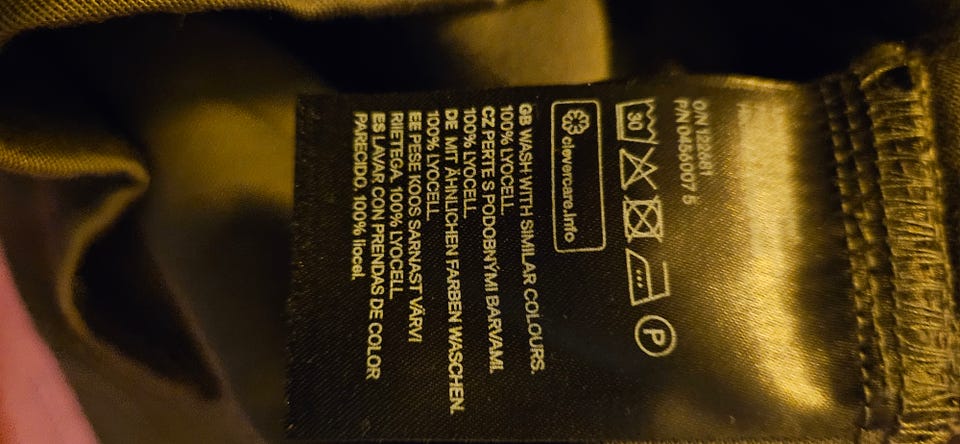 O/N 122681
P/N 0456007 5
30
P
clevercare.info
GB WASH WITH SIMILAR COLOURS.
100% LYOCELL
CZ PERTE S PODOBNÝMI BARVAMI.
100% LYOCELL
DE MIT ÄHNLICHEN FARBEN WASCHEN.
100% LYOCELL
EE PESE KOOS SARNAST VÄRVI
RIIETEGA. 100% LYOCELL
ES LAVAR CON PRENDAS DE COLOR
PARECIDO. 100% liocel.